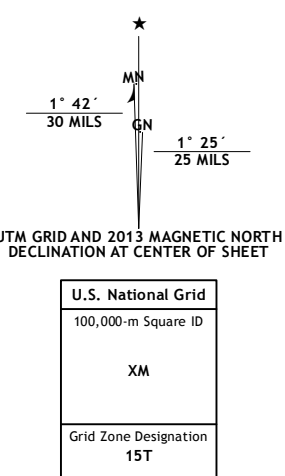 ★
MN
1° 42´
30 MILS
GN
1° 25´
25 MILS
UTM GRID AND 2013 MAGNETIC NORTH
DECLINATION AT CENTER OF SHEET
U.S. National Grid
100,000-m Square ID
XM
Grid Zone Designation
15T